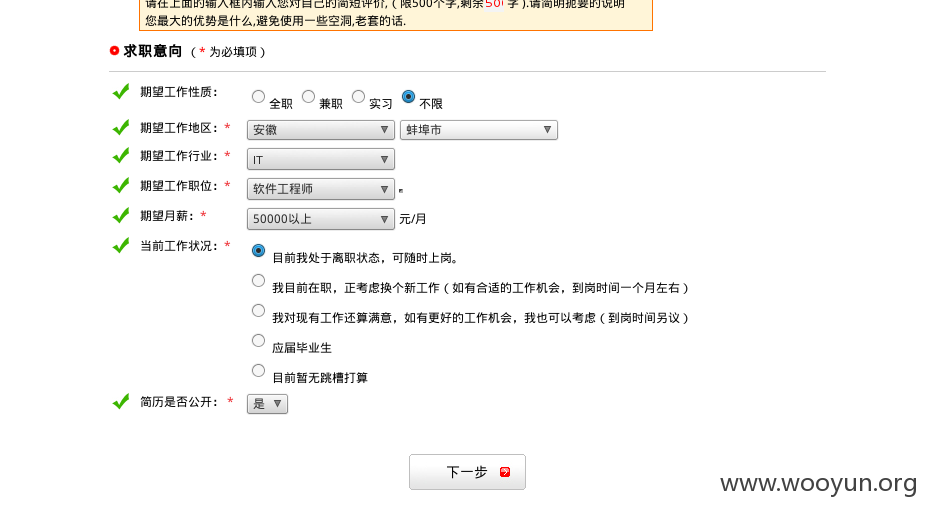 请在上面的输入框内输入您对自己的简短评价,(限500个字,剩余50字).请简明扼要的说明
您最大的优势是什么,避免使用一些空洞,老套的话.
求职意向 (* 为必填项)
期望工作性质: 全职 兼职 实习 不限
期望工作地区: * 安徽 蚌埠市
期望工作行业: * IT
期望工作职位: * 软件工程师
期望月薪: * 50000以上 元/月
当前工作状况: *
目前我处于离职状态，可随时上岗。
我目前在职，正考虑换个新工作（如有合适的工作机会，到岗时间一个月左右）
我对现有工作还算满意，如有更好的工作机会，我也可以考虑（到岗时间另议）
应届毕业生
目前暂无跳槽打算
简历是否公开: * 是
下一步
www.wooyun.org